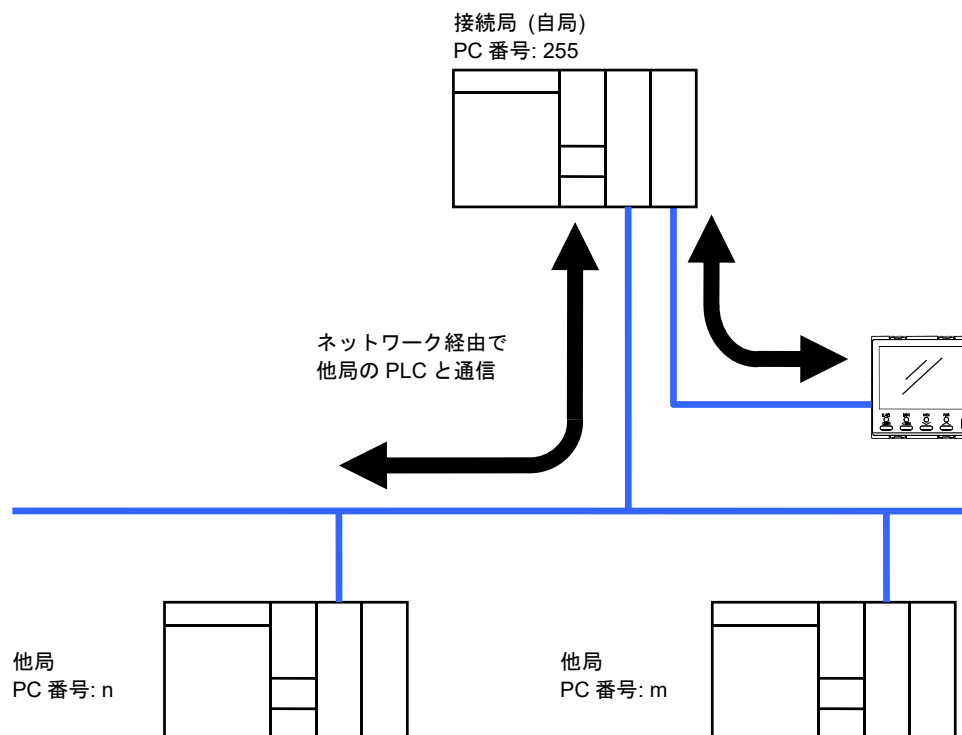 接続局 (自局)
PC 番号: 255
ネットワーク経由で
他局の PLC と通信
他局
PC 番号: n
他局
PC 番号: m